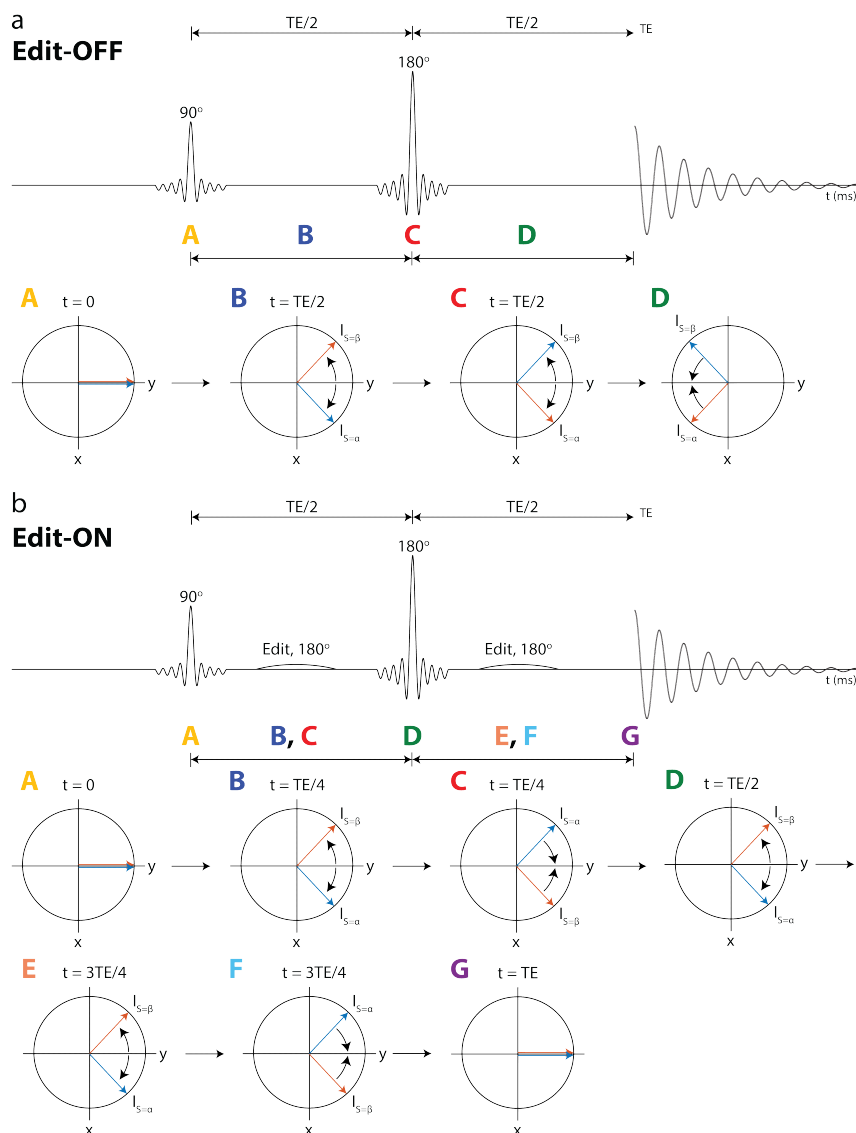 a
Edit-OFF
TE/2 TE/2 TE
90° 180°
t (ms)
A B C D
A t = 0 B t = TE/2 C t = TE/2 D
I S=β I S=β I S=β
y y y y
I S=α I S=α I S=α
x x x x
b
Edit-ON
TE/2 TE/2 TE
90° 180°
Edit, 180° Edit, 180°
t (ms)
A B, C D E, F G
A t = 0 B t = TE/4 C t = TE/4 D t = TE/2
I S=β I S=α I S=β
y y y y
I S=α I S=β I S=α
x x x x
E t = 3TE/4 F t = 3TE/4 G t = TE
I S=β I S=α
y y y
I S=α I S=β
x x x